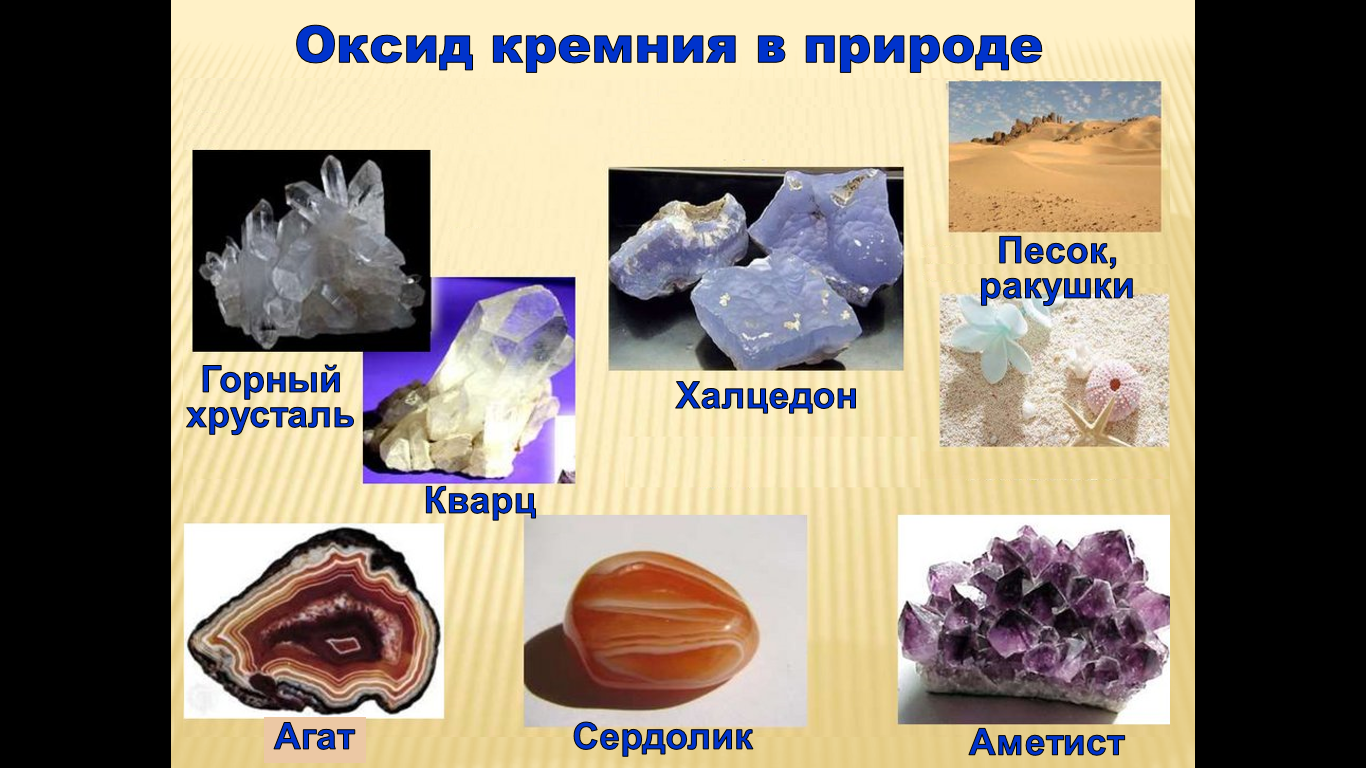 Оксид кремния в природе
Песок,
ракушки
Горный
хрусталь
Халцедон
Кварц
Агат
Сердолик
Аметист